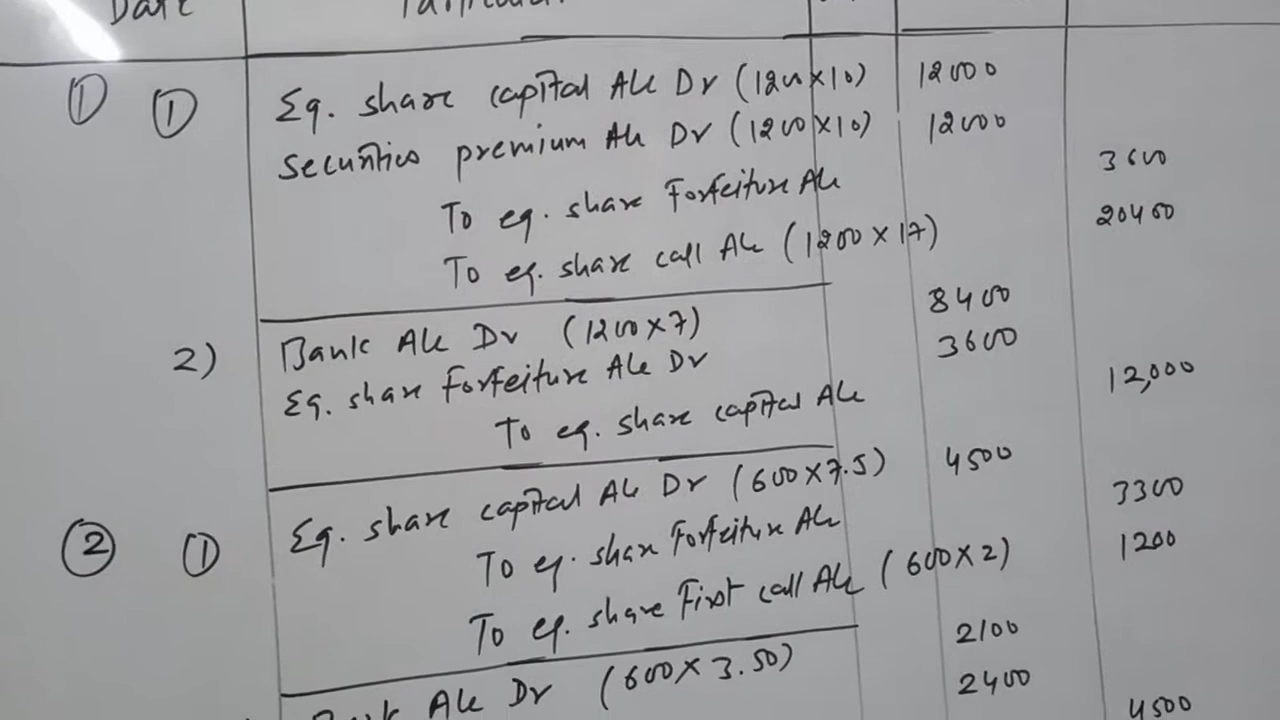 Date
① ① Eq. share capital A/c Dr (1200×10) 12000
Securities premium A/c Dr (1200×10) 12000
To eq. share Forfeiture A/c 3600
To eq. share call A/c (1200×17) 20400
2) Bank A/c Dr (1200×7) 8400
Eq. share Forfeiture A/c Dr 3600
To eq. share capital A/c 12,000
② ① Eq. share capital A/c Dr (600×7.5) 4500
To eq. share Forfeiture A/c 3300
To eq. share First call A/c (600×2) 1200
A/c Dr (600×3.50) 2100
2400
4500